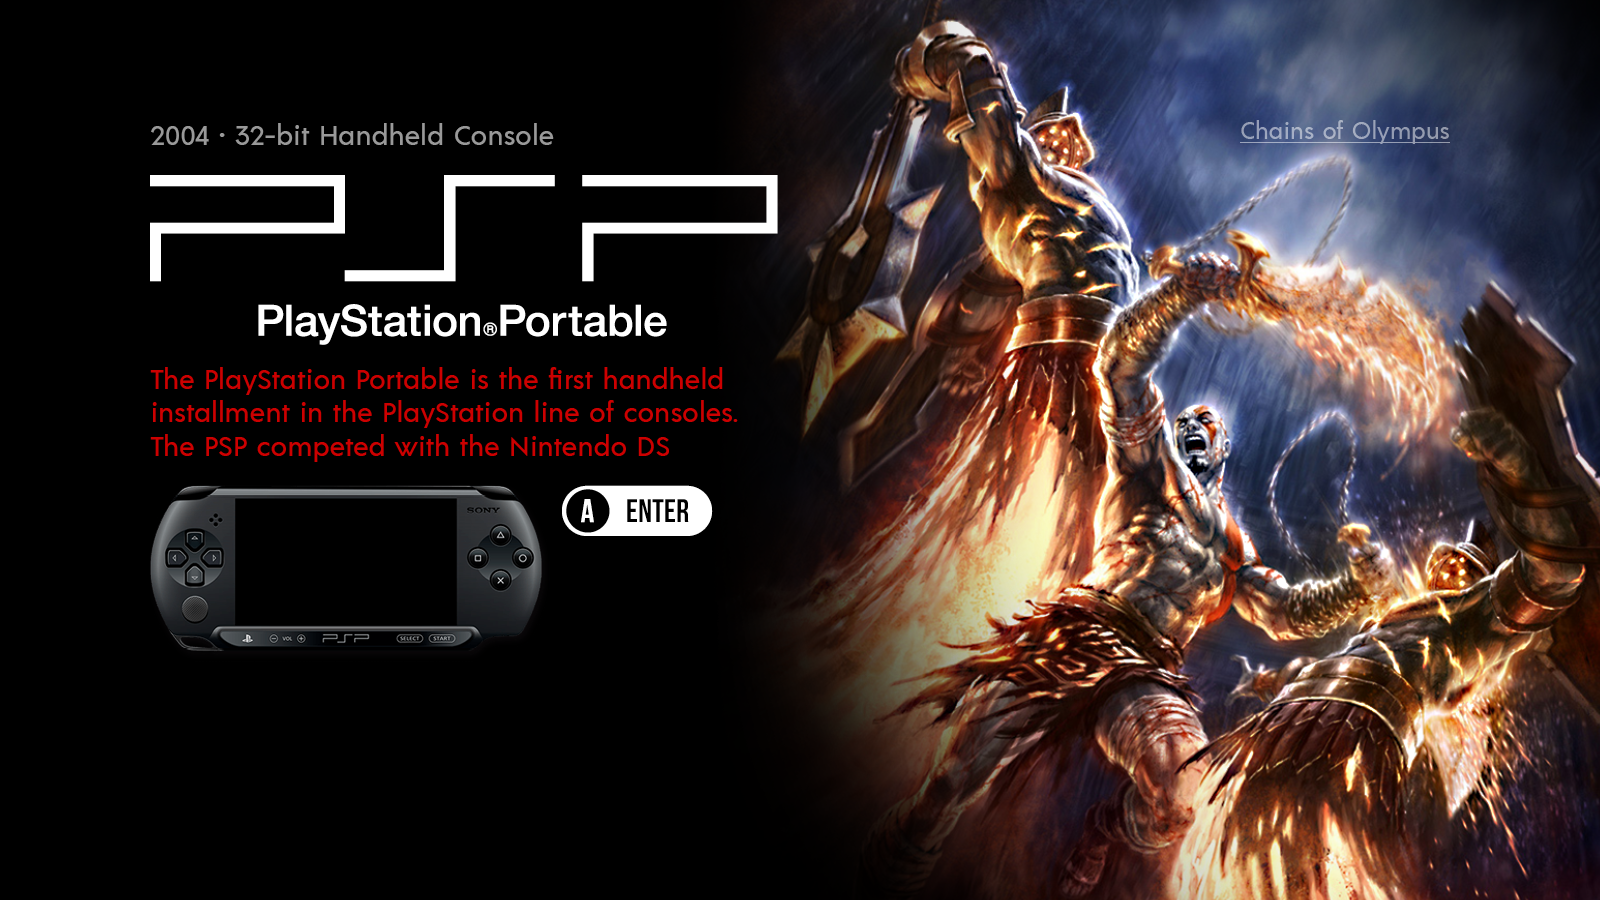 2004 · 32-bit Handheld Console
Chains of Olympus
PSP
PlayStation®Portable
The PlayStation Portable is the first handheld
installment in the PlayStation line of consoles.
The PSP competed with the Nintendo DS
A ENTER
SONY
VOL
PSP
SELECT
START